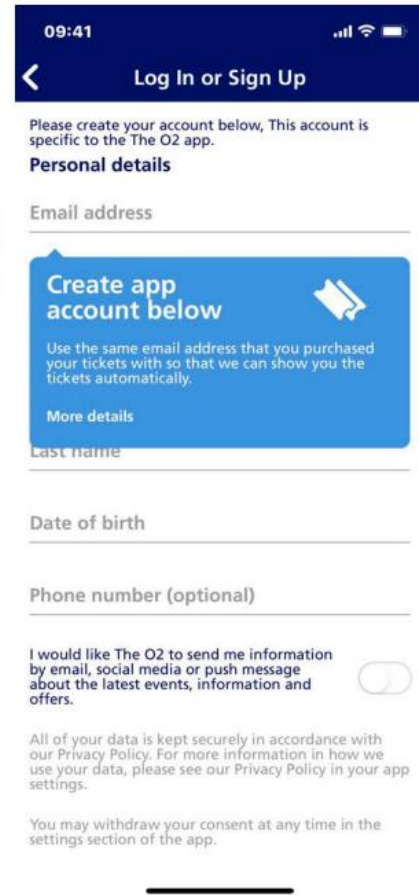 09:41
Log In or Sign Up
Please create your account below, This account is
specific to the The O2 app.
Personal details
Email address
Create app
account below
Use the same email address that you purchased
your tickets with so that we can show you the
tickets automatically.
More details
Last name
Date of birth
Phone number (optional)
I would like The O2 to send me information
by email, social media or push message
about the latest events, information and
offers.
All of your data is kept securely in accordance with
our Privacy Policy. For more information in how we
use your data, please see our Privacy Policy in your app
settings.
You may withdraw your consent at any time in the
settings section of the app.